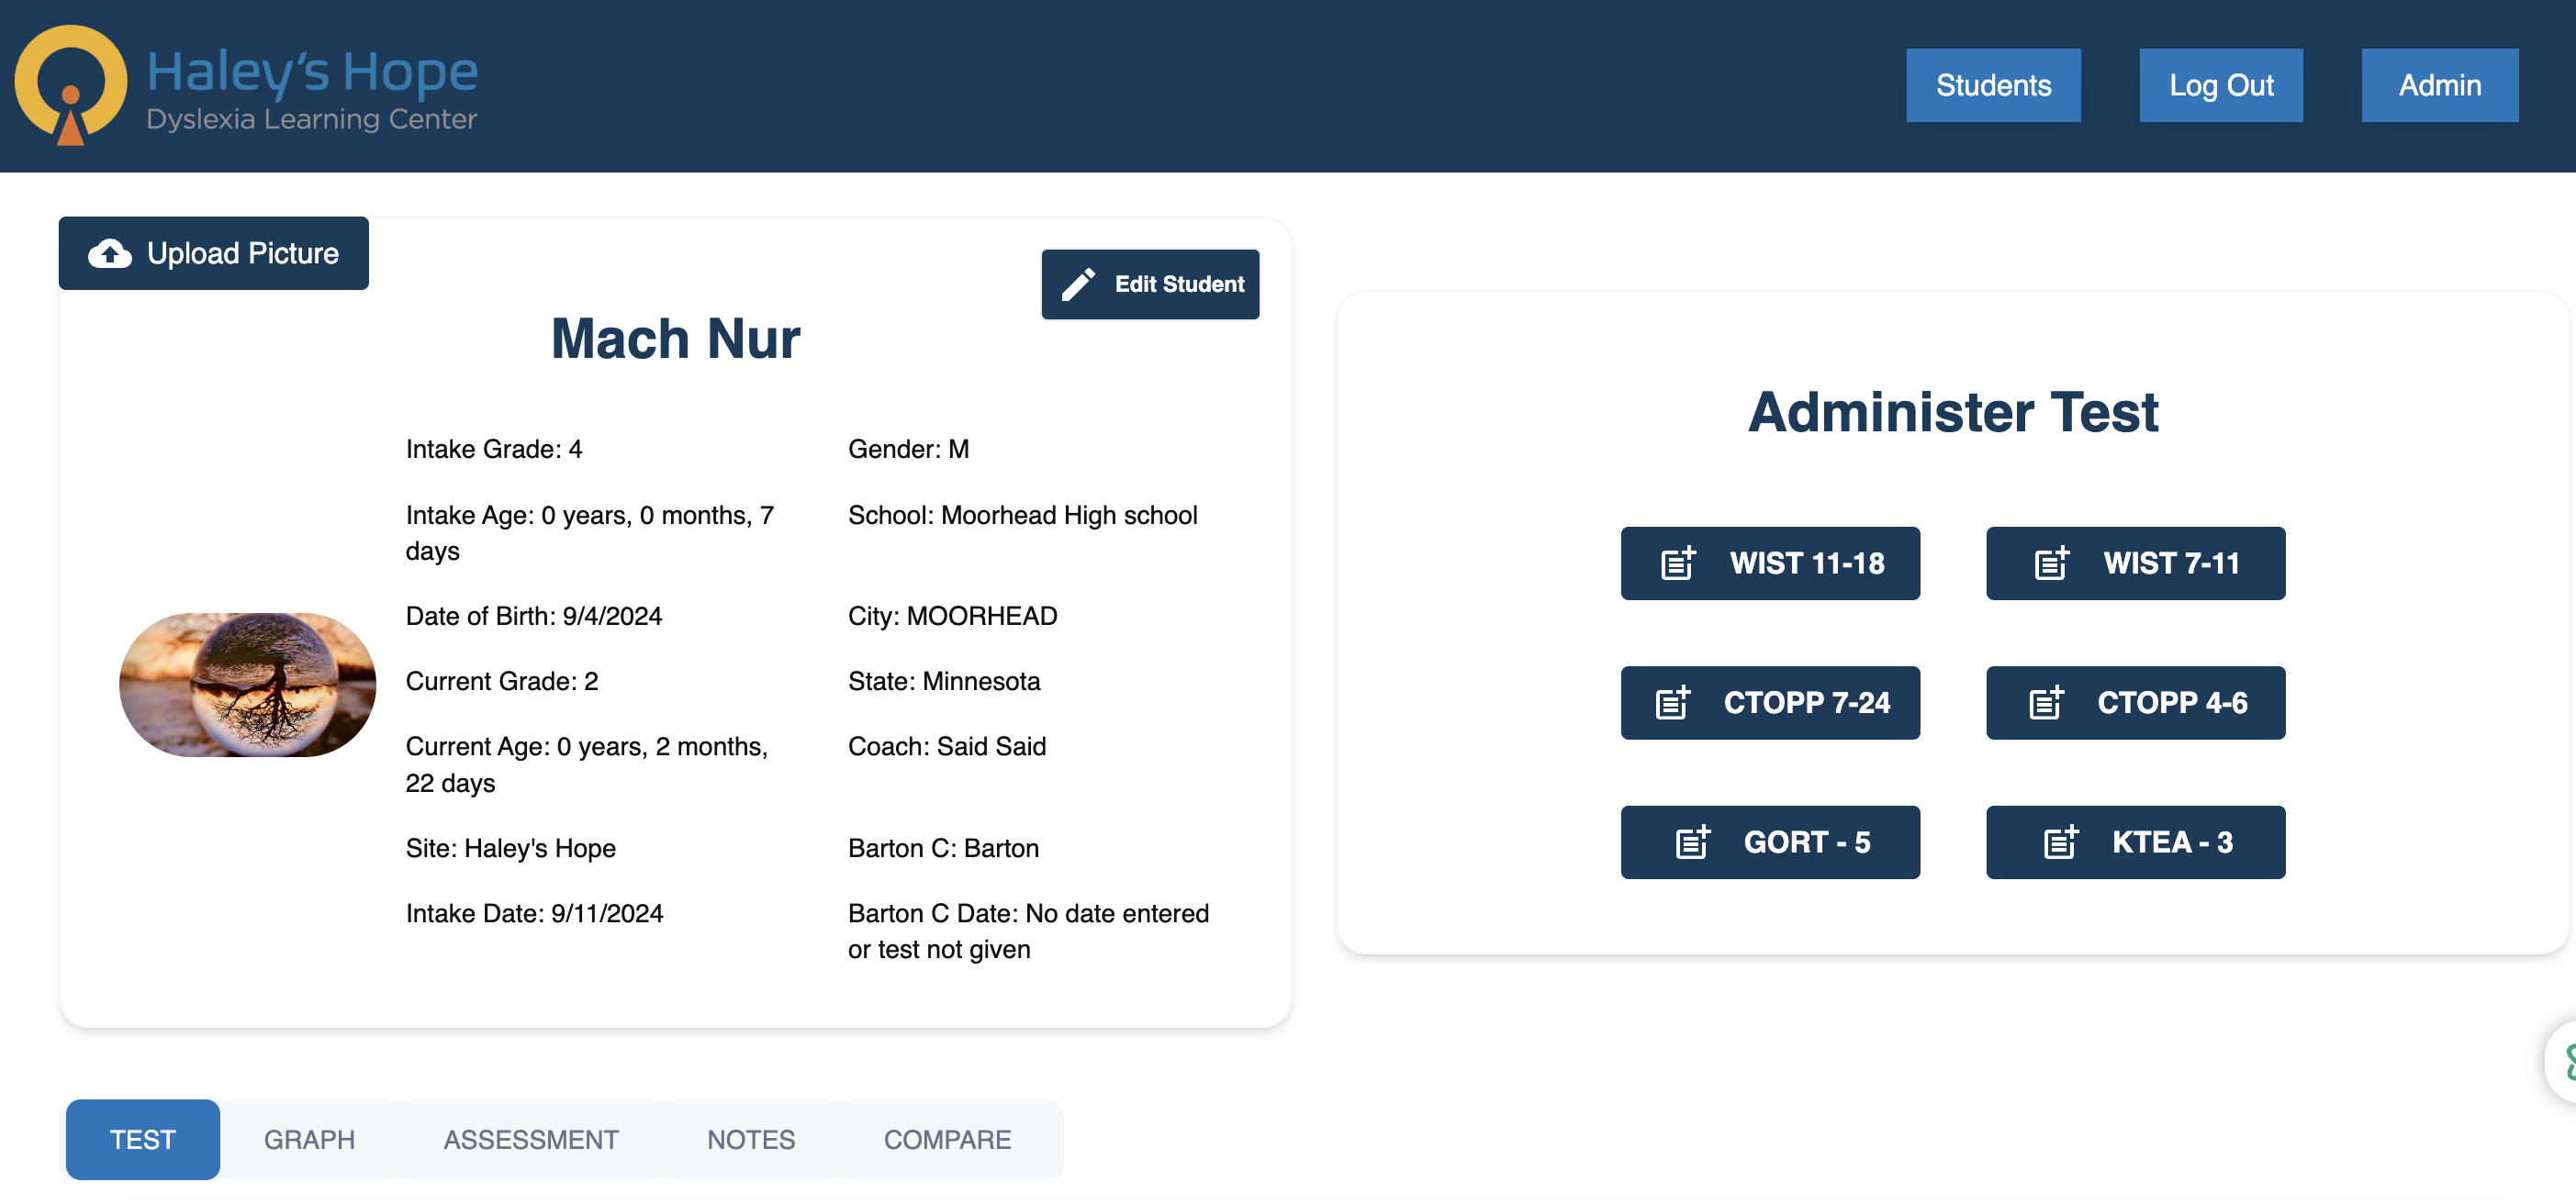 Haley's Hope
Dyslexia Learning Center
Students
Log Out
Admin
Upload Picture
Edit Student
Mach Nur
Intake Grade: 4
Gender: M
Intake Age: 0 years, 0 months, 7
days
School: Moorhead High school
Date of Birth: 9/4/2024
City: MOORHEAD
Current Grade: 2
State: Minnesota
Current Age: 0 years, 2 months,
22 days
Coach: Said Said
Site: Haley's Hope
Barton C: Barton
Intake Date: 9/11/2024
Barton C Date: No date entered
or test not given
Administer Test
WIST 11-18
WIST 7-11
CTOPP 7-24
CTOPP 4-6
GORT - 5
KTEA - 3
TEST
GRAPH
ASSESSMENT
NOTES
COMPARE